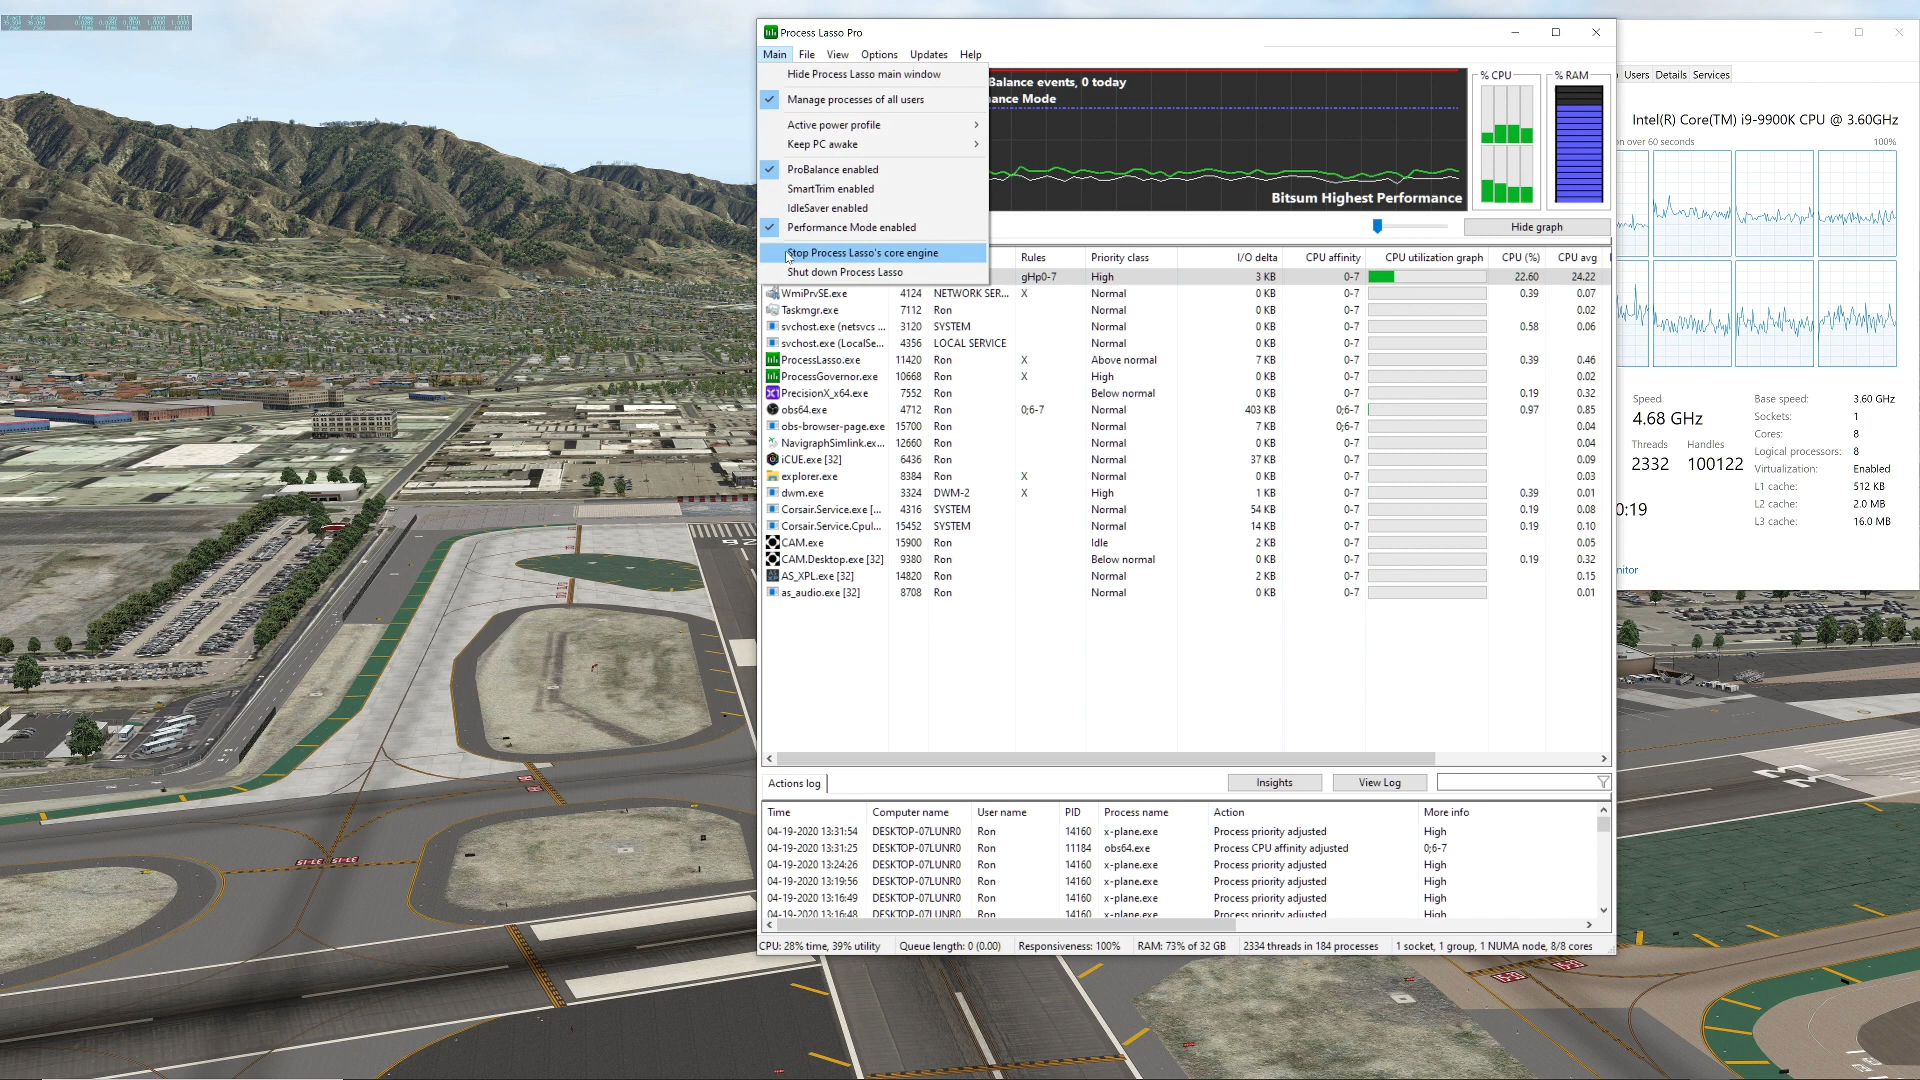 Process Lasso Pro
Main File View Options Updates Help
Hide Process Lasso main window
Manage processes of all users
Active power profile
Keep PC awake
ProBalance enabled
SmartTrim enabled
IdleSaver enabled
Performance Mode enabled
Stop Process Lasso's core engine
Shut down Process Lasso
Balance events, 0 today
ance Mode
Bitsum Highest Performance
% CPU
% RAM
Hide graph
Rules Priority class I/O delta CPU affinity CPU utilization graph CPU (%) CPU avg
gHp0-7 High 3 KB 0-7 22.60 24.22
WmiPrvSE.exe 4124 NETWORK SER... X Normal 0 KB 0-7 0.39 0.07
Taskmgr.exe 7112 Ron Normal 0 KB 0-7 0.02
svchost.exe (netsvcs ... 3120 SYSTEM Normal 0 KB 0-7 0.58 0.06
svchost.exe (LocalSe... 4356 LOCAL SERVICE Normal 0 KB 0-7 0.04
ProcessLasso.exe 11420 Ron X Above normal 7 KB 0-7 0.39 0.46
ProcessGovernor.exe 10668 Ron X High 0 KB 0-7 0.02
PrecisionX_x64.exe 7552 Ron Below normal 0 KB 0-7 0.19 0.32
obs64.exe 4712 Ron 0;6-7 Normal 403 KB 0;6-7 0.97 0.85
obs-browser-page.exe 15700 Ron Normal 7 KB 0;6-7 0.04
NavigraphSimlink.ex... 12660 Ron Normal 0 KB 0-7 0.04
iCUE.exe [32] 6436 Ron Normal 37 KB 0-7 0.09
explorer.exe 8384 Ron X Normal 0 KB 0-7 0.03
dwm.exe 3324 DWM-2 X High 1 KB 0-7 0.39 0.01
Corsair.Service.exe [... 4316 SYSTEM Normal 54 KB 0-7 0.19 0.08
Corsair.Service.Cpul... 15452 SYSTEM Normal 14 KB 0-7 0.19 0.10
CAM.exe 15900 Ron Idle 2 KB 0-7 0.05
CAM.Desktop.exe [32] 9380 Ron Below normal 0 KB 0-7 0.19 0.32
AS_XPL.exe [32] 14820 Ron Normal 2 KB 0-7 0.15
as_audio.exe [32] 8708 Ron Normal 0 KB 0-7 0.01
Actions log
Insights
View Log
Time Computer name User name PID Process name Action More info
04-19-2020 13:31:54 DESKTOP-07LUNR0 Ron 14160 x-plane.exe Process priority adjusted High
04-19-2020 13:31:25 DESKTOP-07LUNR0 Ron 11184 obs64.exe Process CPU affinity adjusted 0;6-7
04-19-2020 13:24:26 DESKTOP-07LUNR0 Ron 14160 x-plane.exe Process priority adjusted High
04-19-2020 13:19:56 DESKTOP-07LUNR0 Ron 14160 x-plane.exe Process priority adjusted High
04-19-2020 13:16:49 DESKTOP-07LUNR0 Ron 14160 x-plane.exe Process priority adjusted High
04-19-2020 13:16:48 DESKTOP-07LUNR0 Ron 14160 x-plane.exe Process priority adjusted High
CPU: 28% time, 39% utility Queue length: 0 (0.00) Responsiveness: 100% RAM: 73% of 32 GB 2334 threads in 184 processes 1 socket, 1 group, 1 NUMA node, 8/8 cores
Users Details Services
Intel(R) Core(TM) i9-9900K CPU @ 3.60GHz
on over 60 seconds 100%
Speed
4.68 GHz
Threads Handles
2332 100122
0:19
Base speed: 3.60 GHz
Sockets: 1
Cores: 8
Logical processors: 8
Virtualization: Enabled
L1 cache: 512 KB
L2 cache: 2.0 MB
L3 cache: 16.0 MB
nitor